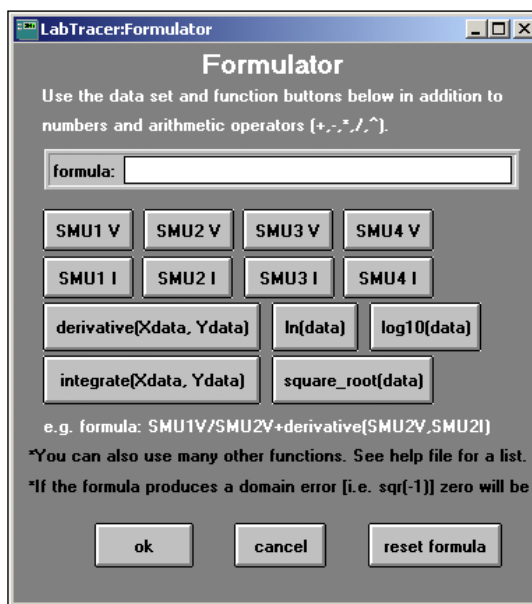 LabTracer:Formulator
Formulator
Use the data set and function buttons below in addition to
numbers and arithmetic operators (+,-,*,/,^).
formula:
SMU1 V SMU2 V SMU3 V SMU4 V
SMU1 I SMU2 I SMU3 I SMU4 I
derivative(Xdata, Ydata) ln(data) log10(data)
integrate(Xdata, Ydata) square_root(data)
e.g. formula: SMU1V/SMU2V+derivative(SMU2V,SMU2I)
*You can also use many other functions. See help file for a list.
*If the formula produces a domain error [i.e. sqr(-1)] zero will be
ok cancel reset formula